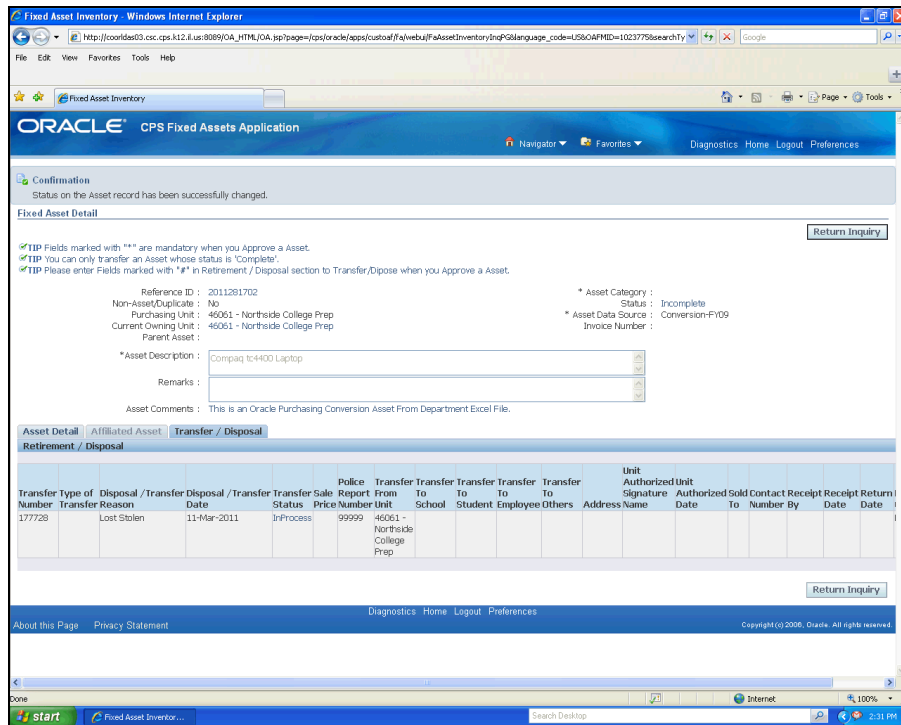 Fixed Asset Inventory - Windows Internet Explorer
http://coorldas03.csc.cps.k12.il.us:8089/OA_HTML/OA.jsp?page=/cps/oracle/apps/custoaf/fa/webui/FaAssetInventoryInqPG&language_code=US&OAFMID=1023775&searchTy
Google
File Edit View Favorites Tools Help
Fixed Asset Inventory
Page Tools
ORACLE® CPS Fixed Assets Application
Navigator Favorites Diagnostics Home Logout Preferences
Confirmation
Status on the Asset record has been successfully changed.
Fixed Asset Detail
Return Inquiry
TIP Fields marked with "*" are mandatory when you Approve a Asset.
TIP You can only transfer an Asset whose status is 'Complete'.
TIP Please enter Fields marked with "#" in Retirement / Disposal section to Transfer/Dipose when you Approve a Asset.
Reference ID : 2011281702
Non-Asset/Duplicate : No
Purchasing Unit : 46061 - Northside College Prep
Current Owning Unit : 46061 - Northside College Prep
Parent Asset :
* Asset Category :
Status : Incomplete
* Asset Data Source : Conversion-FY09
Invoice Number :
*Asset Description : Compaq tc4400 Laptop
Remarks :
Asset Comments : This is an Oracle Purchasing Conversion Asset From Department Excel File.
Asset Detail Affiliated Asset Transfer / Disposal
Retirement / Disposal
Transfer Number Type of Transfer Disposal /Transfer Reason Disposal /Transfer Date Transfer Status Sale Price Police Report Number Transfer From Unit Transfer To School Transfer To Student Transfer To Employee Transfer To Others Address Unit Authorized Signature Name Unit Authorized Date Sold To Contact Number Receipt By Receipt Date Return Date
177728 Lost Stolen 11-Mar-2011 InProcess 99999 46061 - Northside College Prep
Return Inquiry
Diagnostics Home Logout Preferences
About this Page Privacy Statement
Copyright (c) 2006, Oracle. All rights reserved.
Done
Internet
100%
start
Fixed Asset Inventor...
Search Desktop
2:31 PM